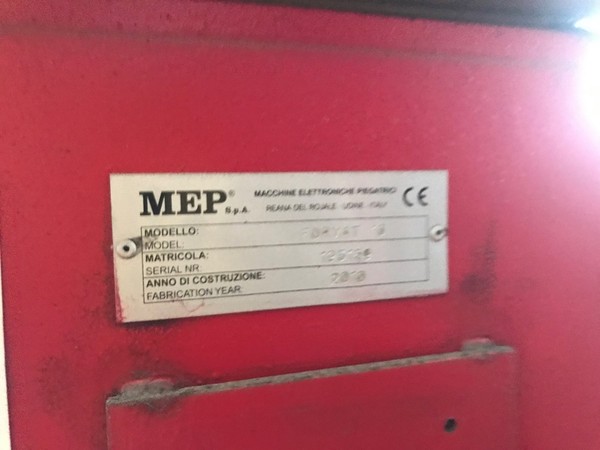 MEP® S.p.A.
MACCHINE ELETTRONICHE PIEGATRICI
REANA DEL ROJALE UDINE ITALY
CE
MODELLO:
MODEL:
MATRICOLA:
SERIAL NR:
ANNO DI COSTRUZIONE:
FABRICATION YEAR:
2010